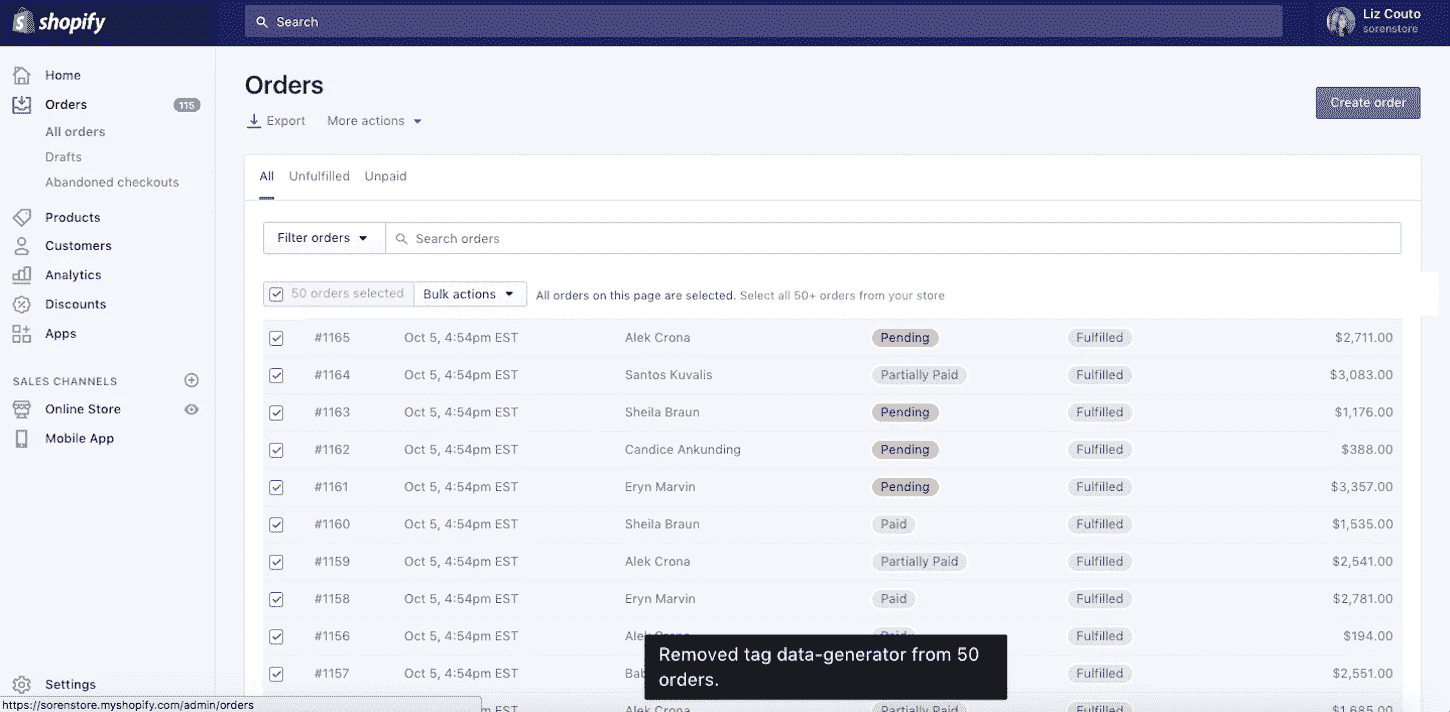 shopify
Search
Liz Couto
sorenstore
Home
Orders 115
All orders
Drafts
Abandoned checkouts
Products
Customers
Analytics
Discounts
Apps
SALES CHANNELS
Online Store
Mobile App
Settings
https://sorenstore.myshopify.com/admin/orders
Orders
Export More actions
Create order
All Unfulfilled Unpaid
Filter orders Search orders
50 orders selected Bulk actions All orders on this page are selected. Select all 50+ orders from your store
#1165 Oct 5, 4:54pm EST Alek Crona Pending Fulfilled $2,711.00
#1164 Oct 5, 4:54pm EST Santos Kuvalis Partially Paid Fulfilled $3,083.00
#1163 Oct 5, 4:54pm EST Sheila Braun Pending Fulfilled $1,176.00
#1162 Oct 5, 4:54pm EST Candice Ankunding Pending Fulfilled $388.00
#1161 Oct 5, 4:54pm EST Eryn Marvin Pending Fulfilled $3,357.00
#1160 Oct 5, 4:54pm EST Sheila Braun Paid Fulfilled $1,535.00
#1159 Oct 5, 4:54pm EST Alek Crona Partially Paid Fulfilled $2,541.00
#1158 Oct 5, 4:54pm EST Eryn Marvin Paid Fulfilled $2,781.00
#1156 Oct 5, 4:54pm EST Alek Crona Paid Fulfilled $194.00
#1157 Oct 5, 4:54pm EST Fulfilled $2,551.00
pm EST Alek Crona Partially Paid Fulfilled $1,685.00
Removed tag data-generator from 50
orders.